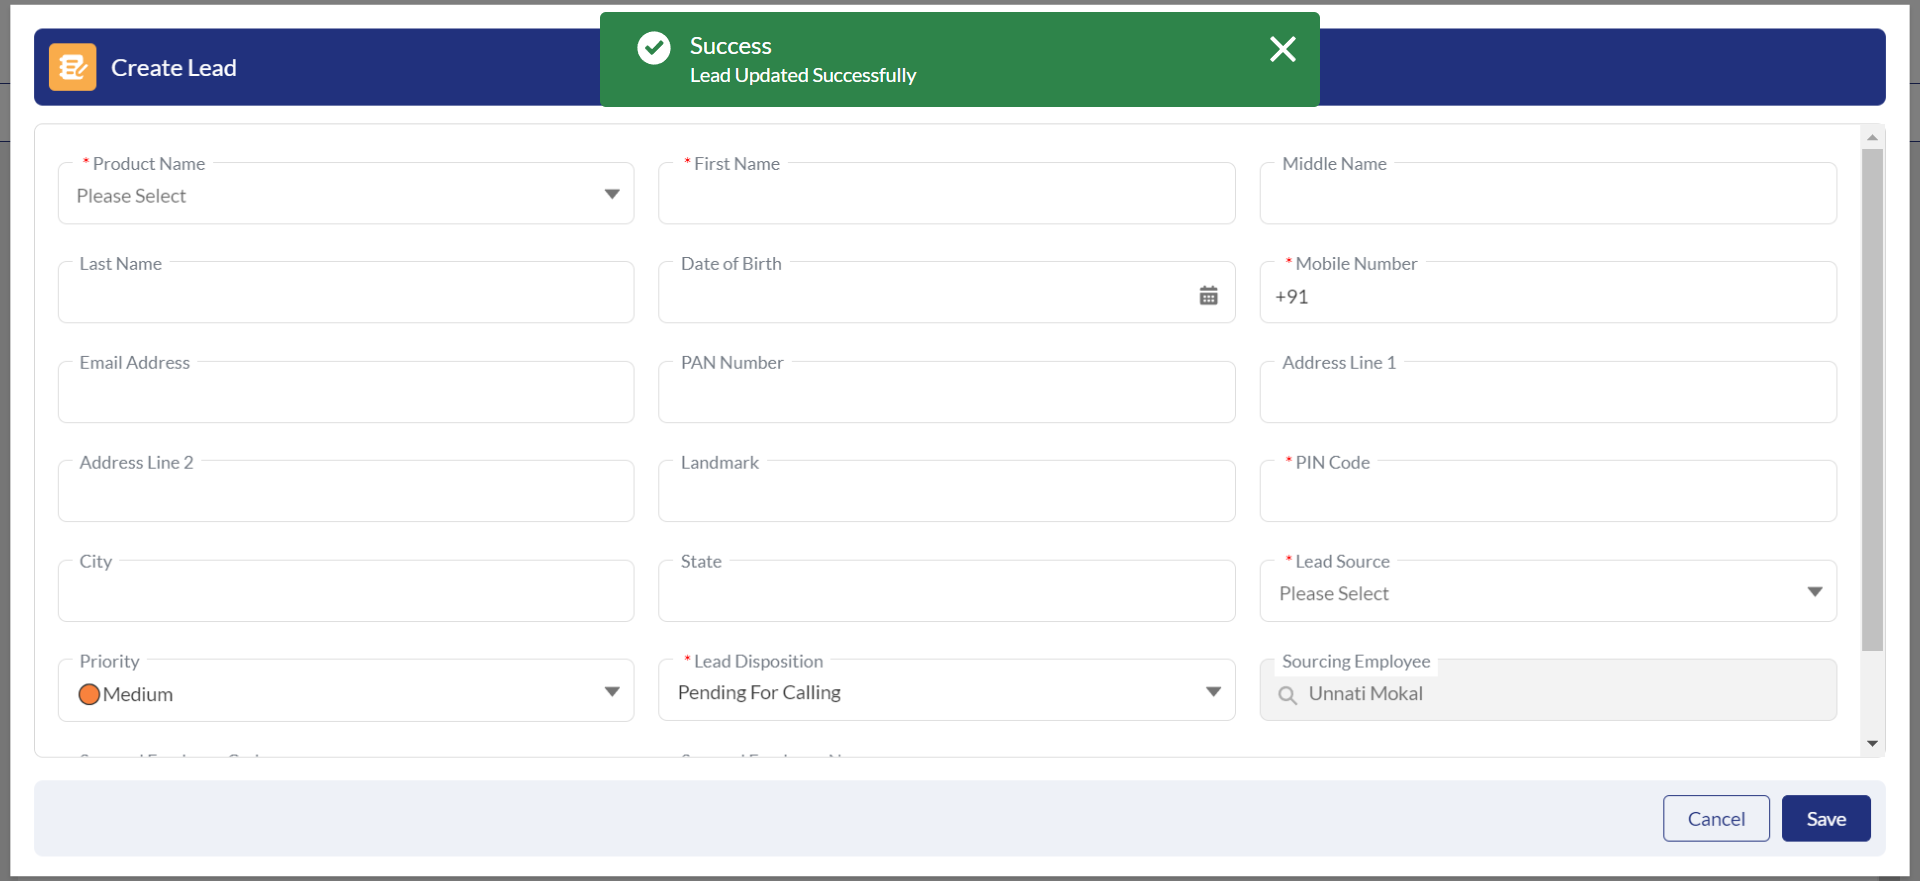 Create Lead
Success
Lead Updated Successfully
* Product Name
Please Select
* First Name
Middle Name
Last Name
Date of Birth
* Mobile Number
+91
Email Address
PAN Number
Address Line 1
Address Line 2
Landmark
* PIN Code
City
State
* Lead Source
Please Select
Priority
Medium
* Lead Disposition
Pending For Calling
Sourcing Employee
Unnati Mokal
Cancel
Save